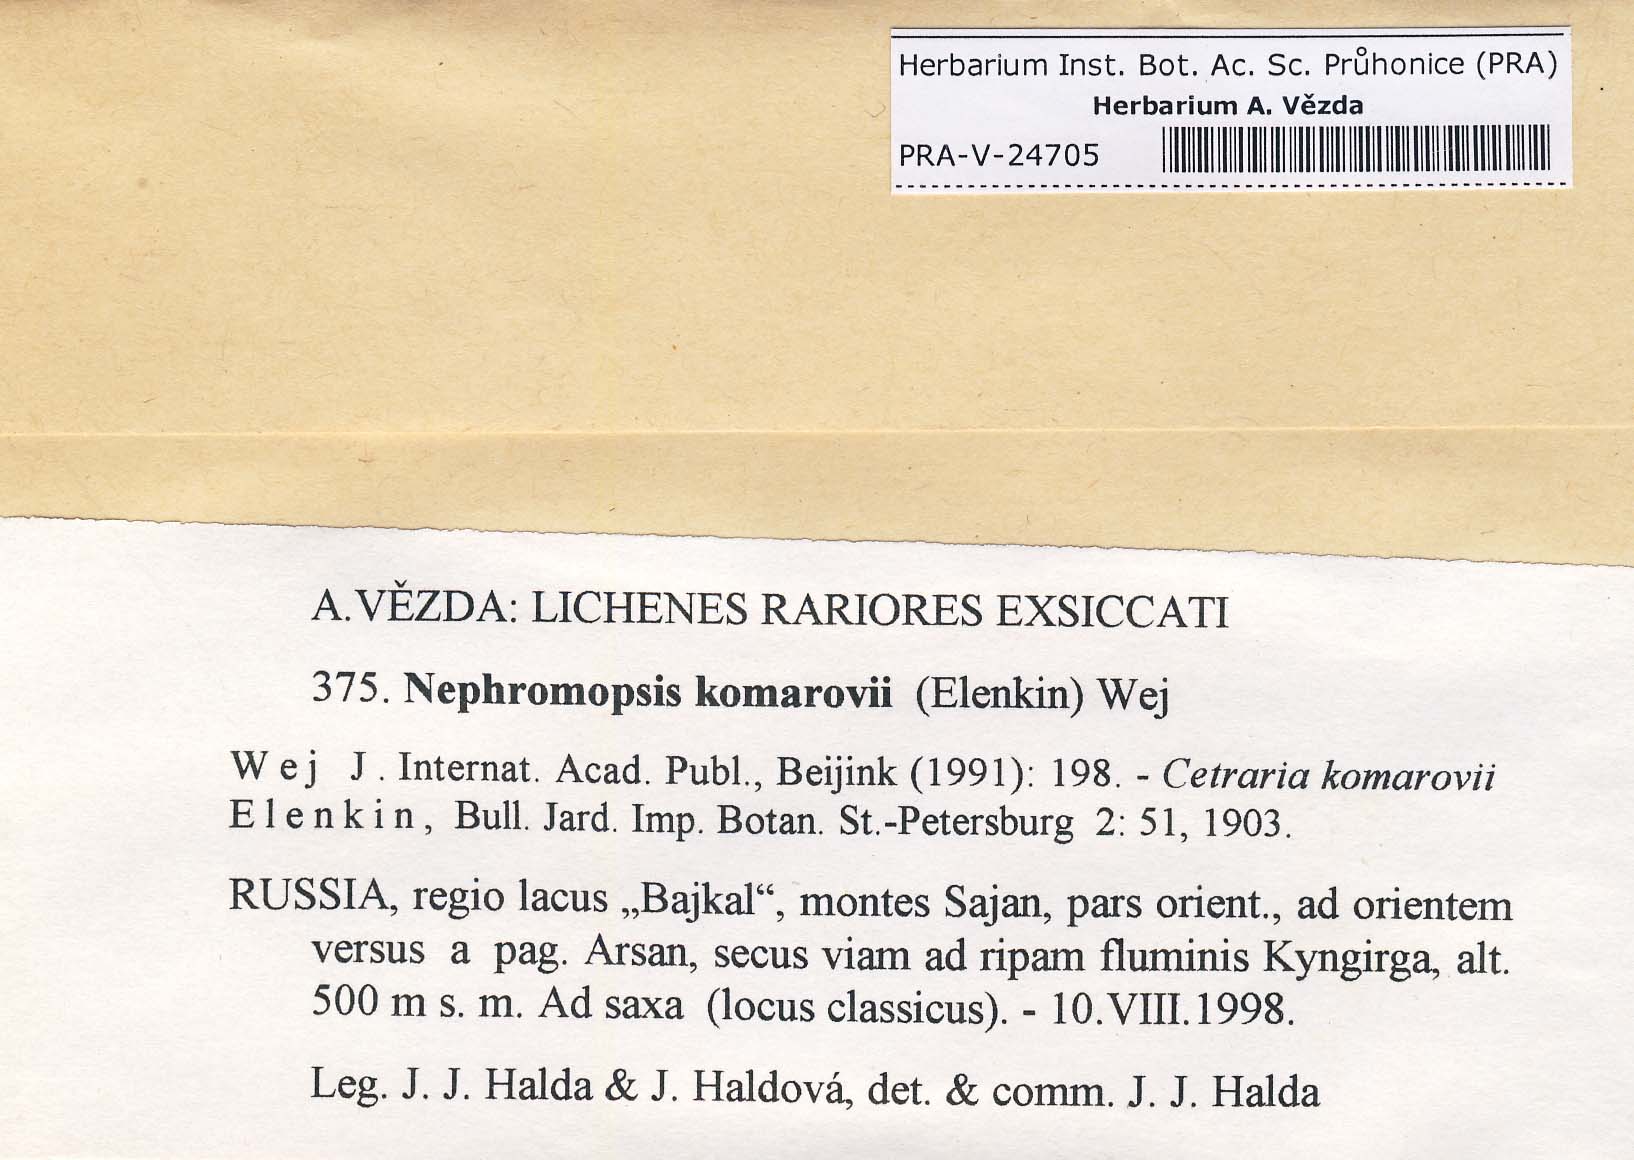 Herbarium Inst. Bot. Ac. Sc. Průhonice (PRA)
Herbarium A. Vězda
PRA-V-24705
A. VĚZDA: LICHENES RARIORES EXSICCATI
375. Nephromopsis komarovii (Elenkin) Wej
Wej J. Internat. Acad. Publ., Beijink (1991): 198. - Cetraria komarovii
Elenkin, Bull. Jard. Imp. Botan. St.-Petersburg 2: 51, 1903.
RUSSIA, regio lacus „Bajkal“, montes Sajan, pars orient., ad orientem
versus a pag. Arsan, secus viam ad ripam fluminis Kyngirga, alt.
500 m s. m. Ad saxa (locus classicus). - 10.VIII.1998.
Leg. J. J. Halda & J. Haldová, det. & comm. J. J. Halda